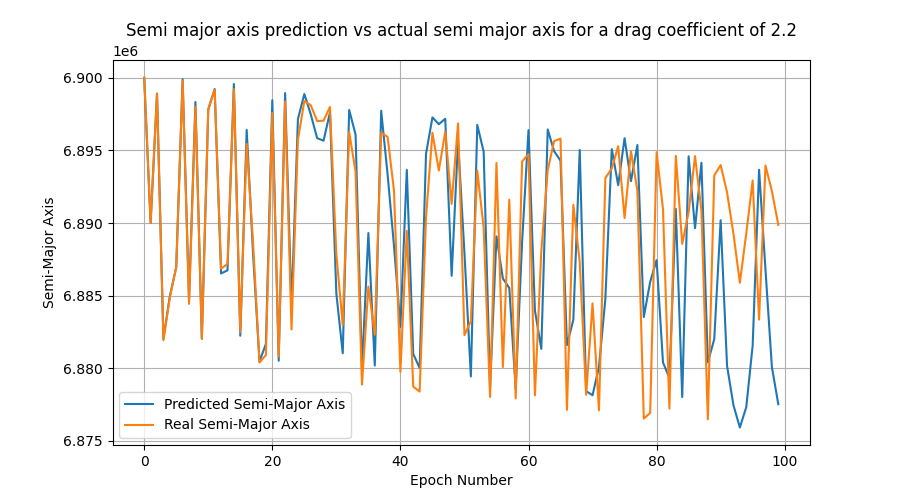 Semi major axis prediction vs actual semi major axis for a drag coefficient of 2.2
1e6
6.900
6.895
6.890
6.885
6.880
6.875
Semi-Major Axis
Predicted Semi-Major Axis
Real Semi-Major Axis
0 20 40 60 80 100
Epoch Number